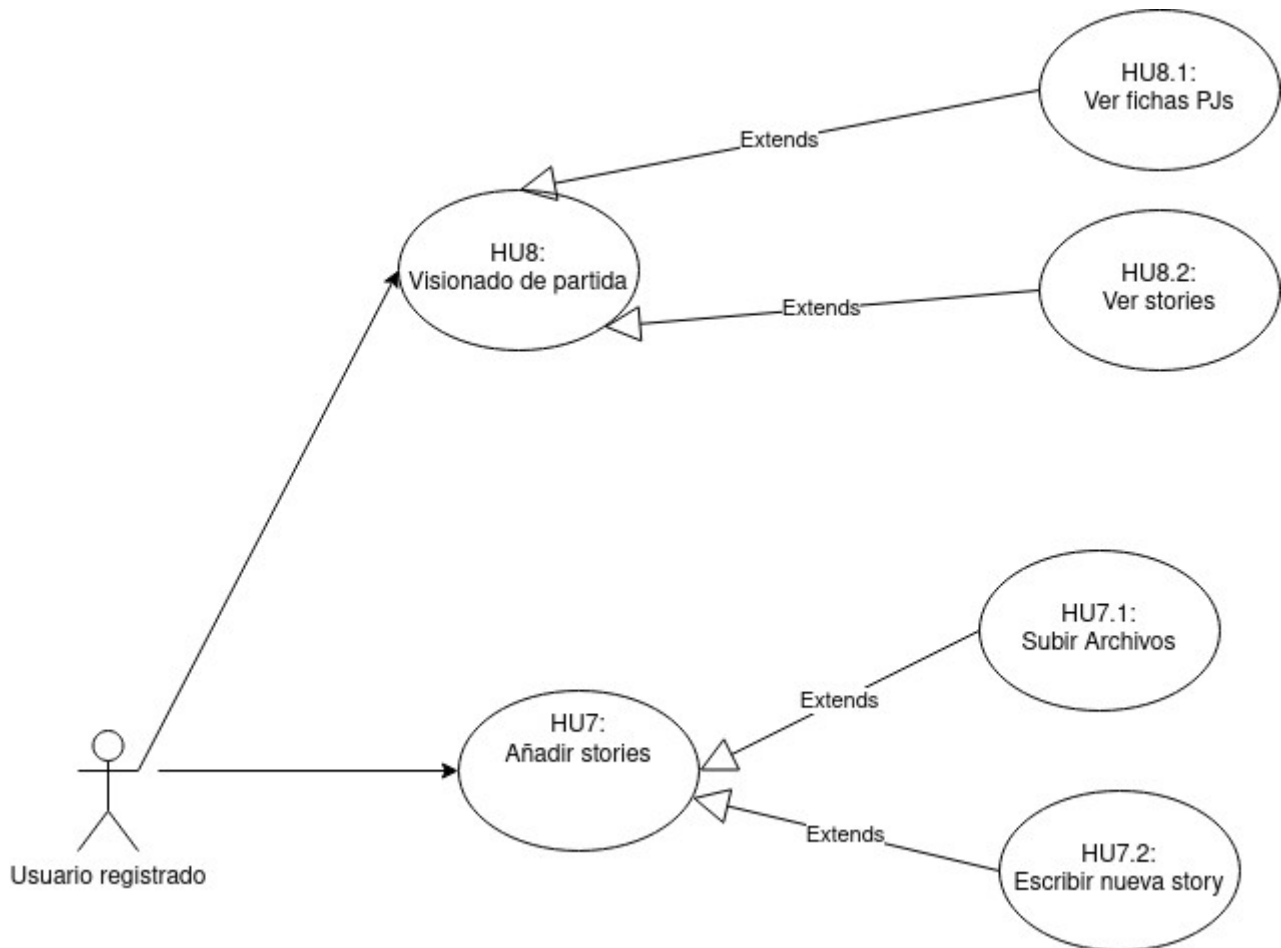 HU8.1:
Ver fichas PJs
Extends
HU8:
Visionado de partida
HU8.2:
Ver stories
Extends
HU7.1:
Subir Archivos
Extends
HU7:
Añadir stories
Extends
HU7.2:
Escribir nueva story
Usuario registrado